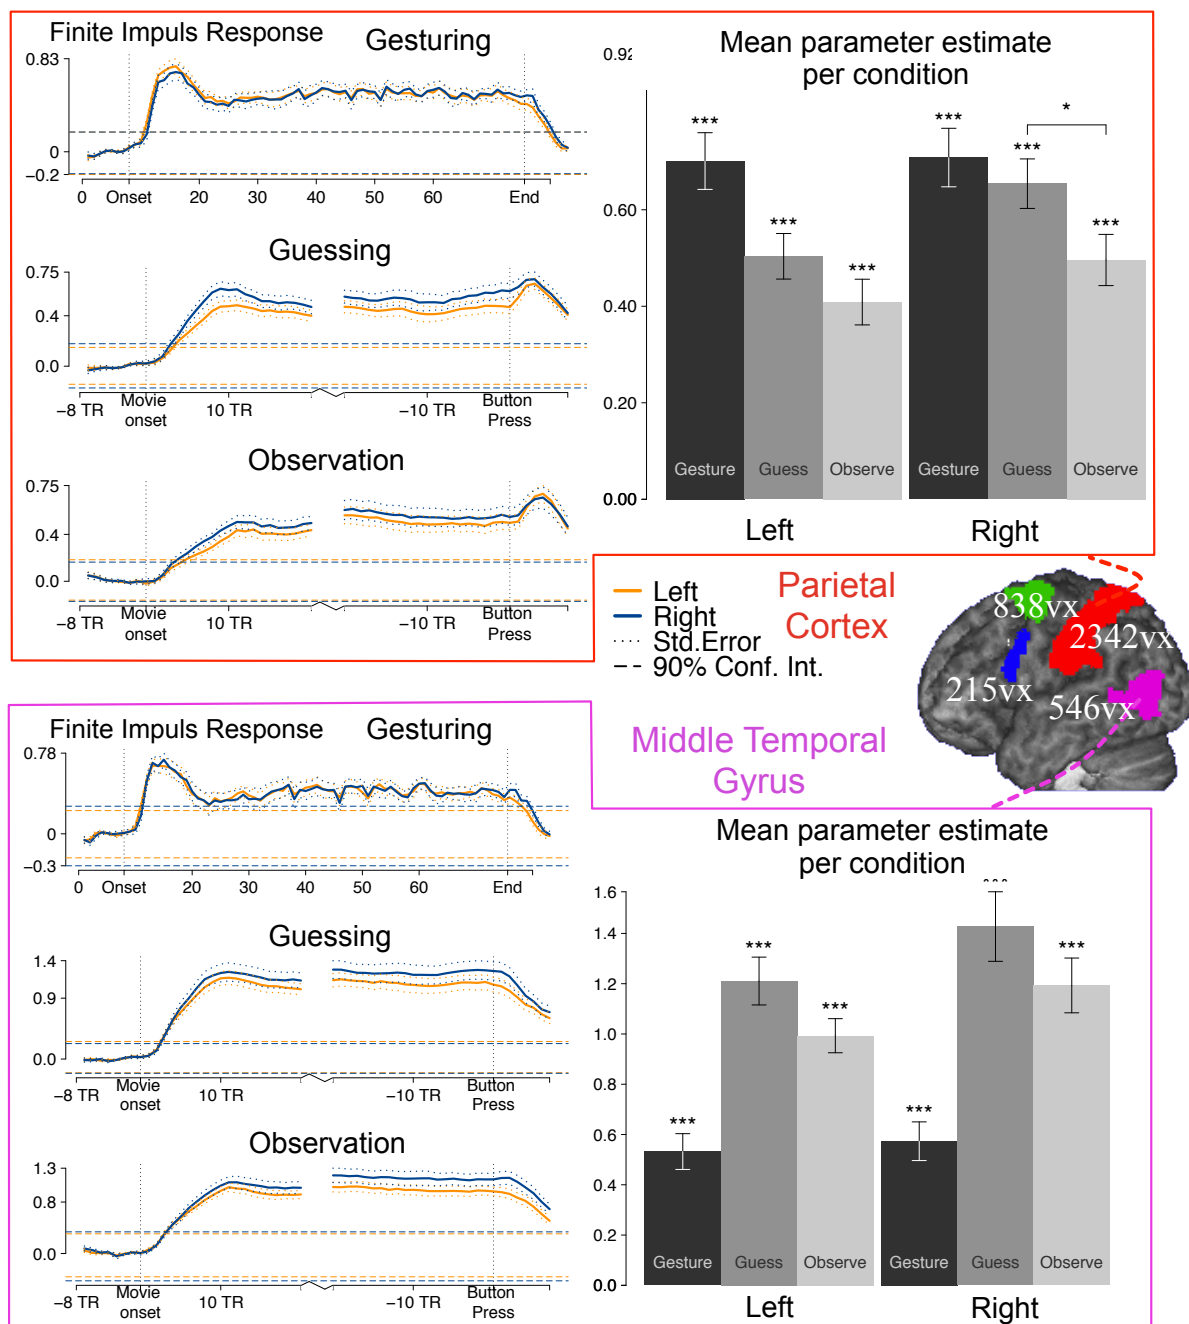 Finite Impuls Response
Gesturing
0.83
0
−0.2
0 Onset 20 30 40 50 60 End
Guessing
0.75
0.4
0.0
−8 TR Movie onset 10 TR −10 TR Button Press
Observation
0.75
0.4
0.0
−8 TR Movie onset 10 TR −10 TR Button Press
Mean parameter estimate
per condition
0.92
0.60
0.40
0.20
0.00
*** *** *** *** *** *** *
Gesture Guess Observe Gesture Guess Observe
Left Right
Left
Right
Std.Error
90% Conf. Int.
Parietal
Cortex
838vx
2342vx
215vx
546vx
Middle Temporal
Gyrus
Finite Impuls Response
Gesturing
0.78
0
−0.3
0 Onset 20 30 40 50 60 End
Guessing
1.4
0.9
0.0
−8 TR Movie onset 10 TR −10 TR Button Press
Observation
1.3
0.8
0.0
−8 TR Movie onset 10 TR −10 TR Button Press
Mean parameter estimate
per condition
1.6
1.4
1.2
1.0
0.8
0.6
0.4
0.2
0.0
*** *** *** *** *** ***
Gesture Guess Observe Gesture Guess Observe
Left Right